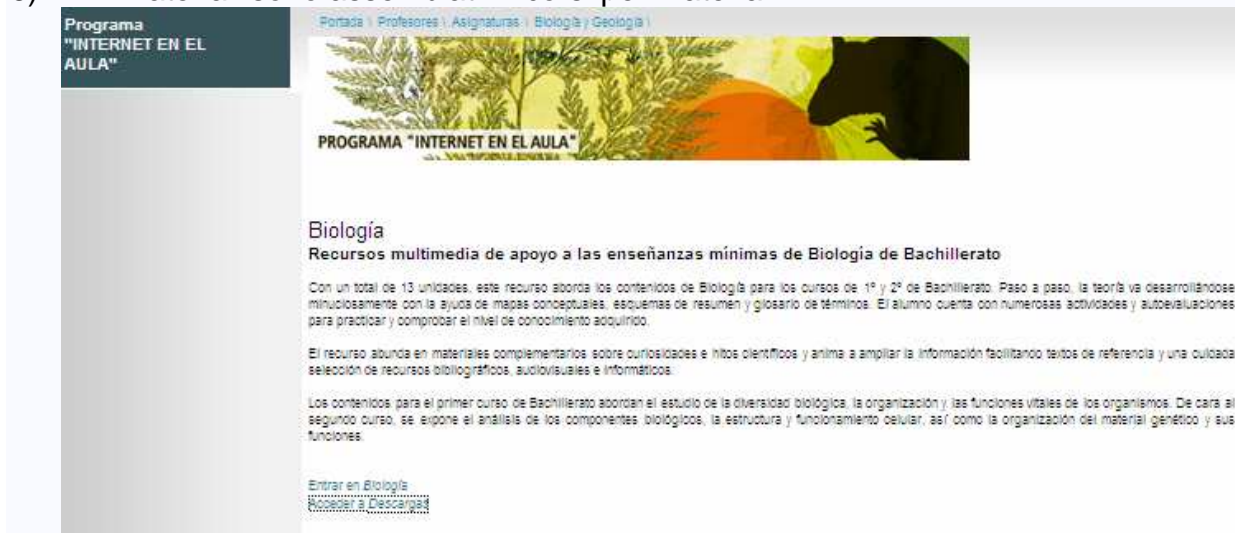 Programa
"INTERNET EN EL
AULA"
Portada \ Profesores \ Asignaturas \ Biología y Geología \
PROGRAMA "INTERNET EN EL AULA"
Biología
Recursos multimedia de apoyo a las enseñanzas mínimas de Biología de Bachillerato
Con un total de 13 unidades, este recurso aborda los contenidos de Biología para los cursos de 1º y 2º de Bachillerato. Paso a paso, la teoría va desarrollándose
minuciosamente con la ayuda de mapas conceptuales, esquemas de resumen y glosario de términos. El alumno cuenta con numerosas actividades y autoevaluaciones
para practicar y comprobar el nivel de conocimiento adquirido.
El recurso abunda en materiales complementarios sobre curiosidades e hitos científicos y anima a ampliar la información facilitando textos de referencia y una cuidada
selección de recursos bibliográficos, audiovisuales e informáticos.
Los contenidos para el primer curso de Bachillerato abordan el estudio de la diversidad biológica, la organización y las funciones vitales de los organismos. De cara al
segundo curso, se expone el análisis de los componentes biológicos, la estructura y funcionamiento celular, así como la organización del material genético y sus
funciones.
Entrar en Biología
Acceder a Descargas